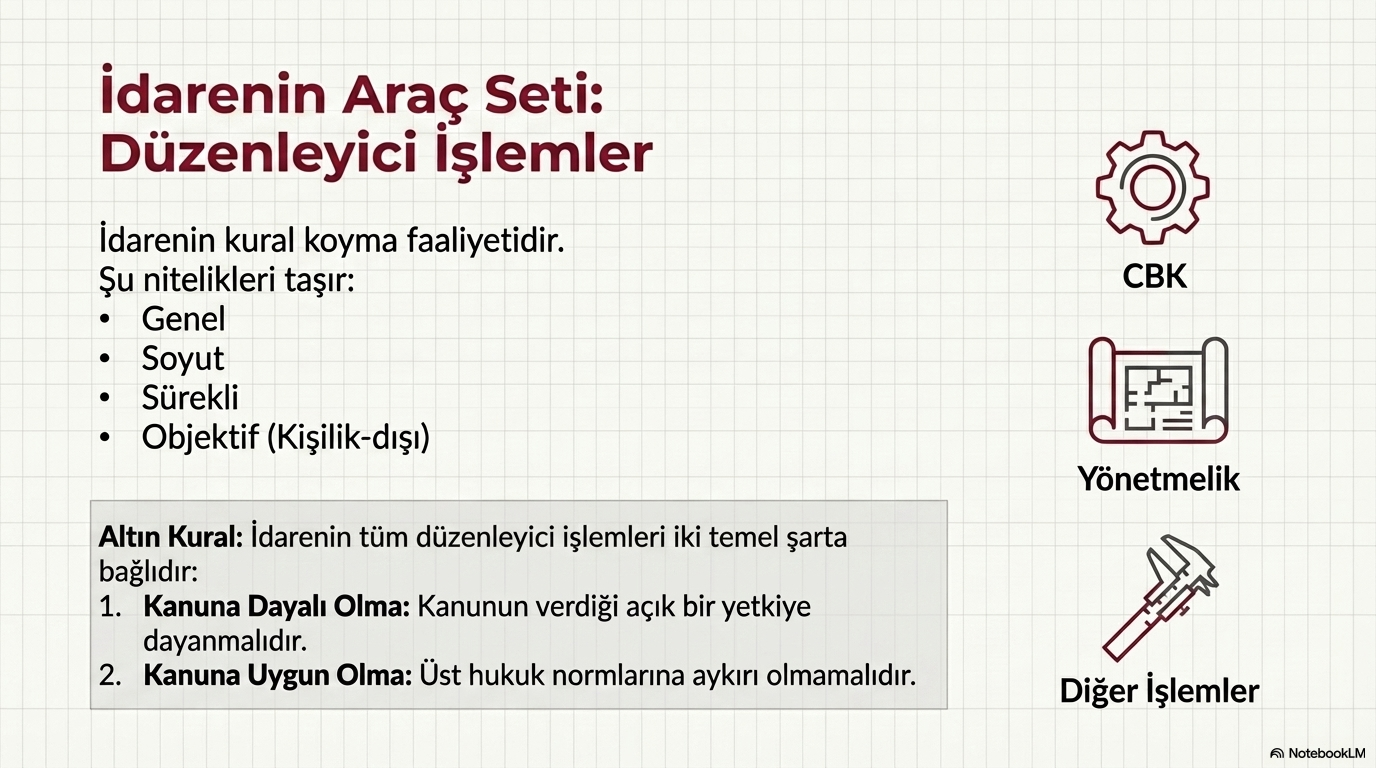 İdarenin Araç Seti:
Düzenleyici İşlemler
İdarenin kural koyma faaliyetidir.
Şu nitelikleri taşır:
• Genel
• Soyut
• Sürekli
• Objektif (Kişilik-dışı)
Altın Kural: İdarenin tüm düzenleyici işlemleri iki temel şarta
bağlıdır:
1. Kanuna Dayalı Olma: Kanunun verdiği açık bir yetkiye
dayanmalıdır.
2. Kanuna Uygun Olma: Üst hukuk normlarına aykırı olmamalıdır.
CBK
Yönetmelik
Diğer İşlemler
NotebookLM